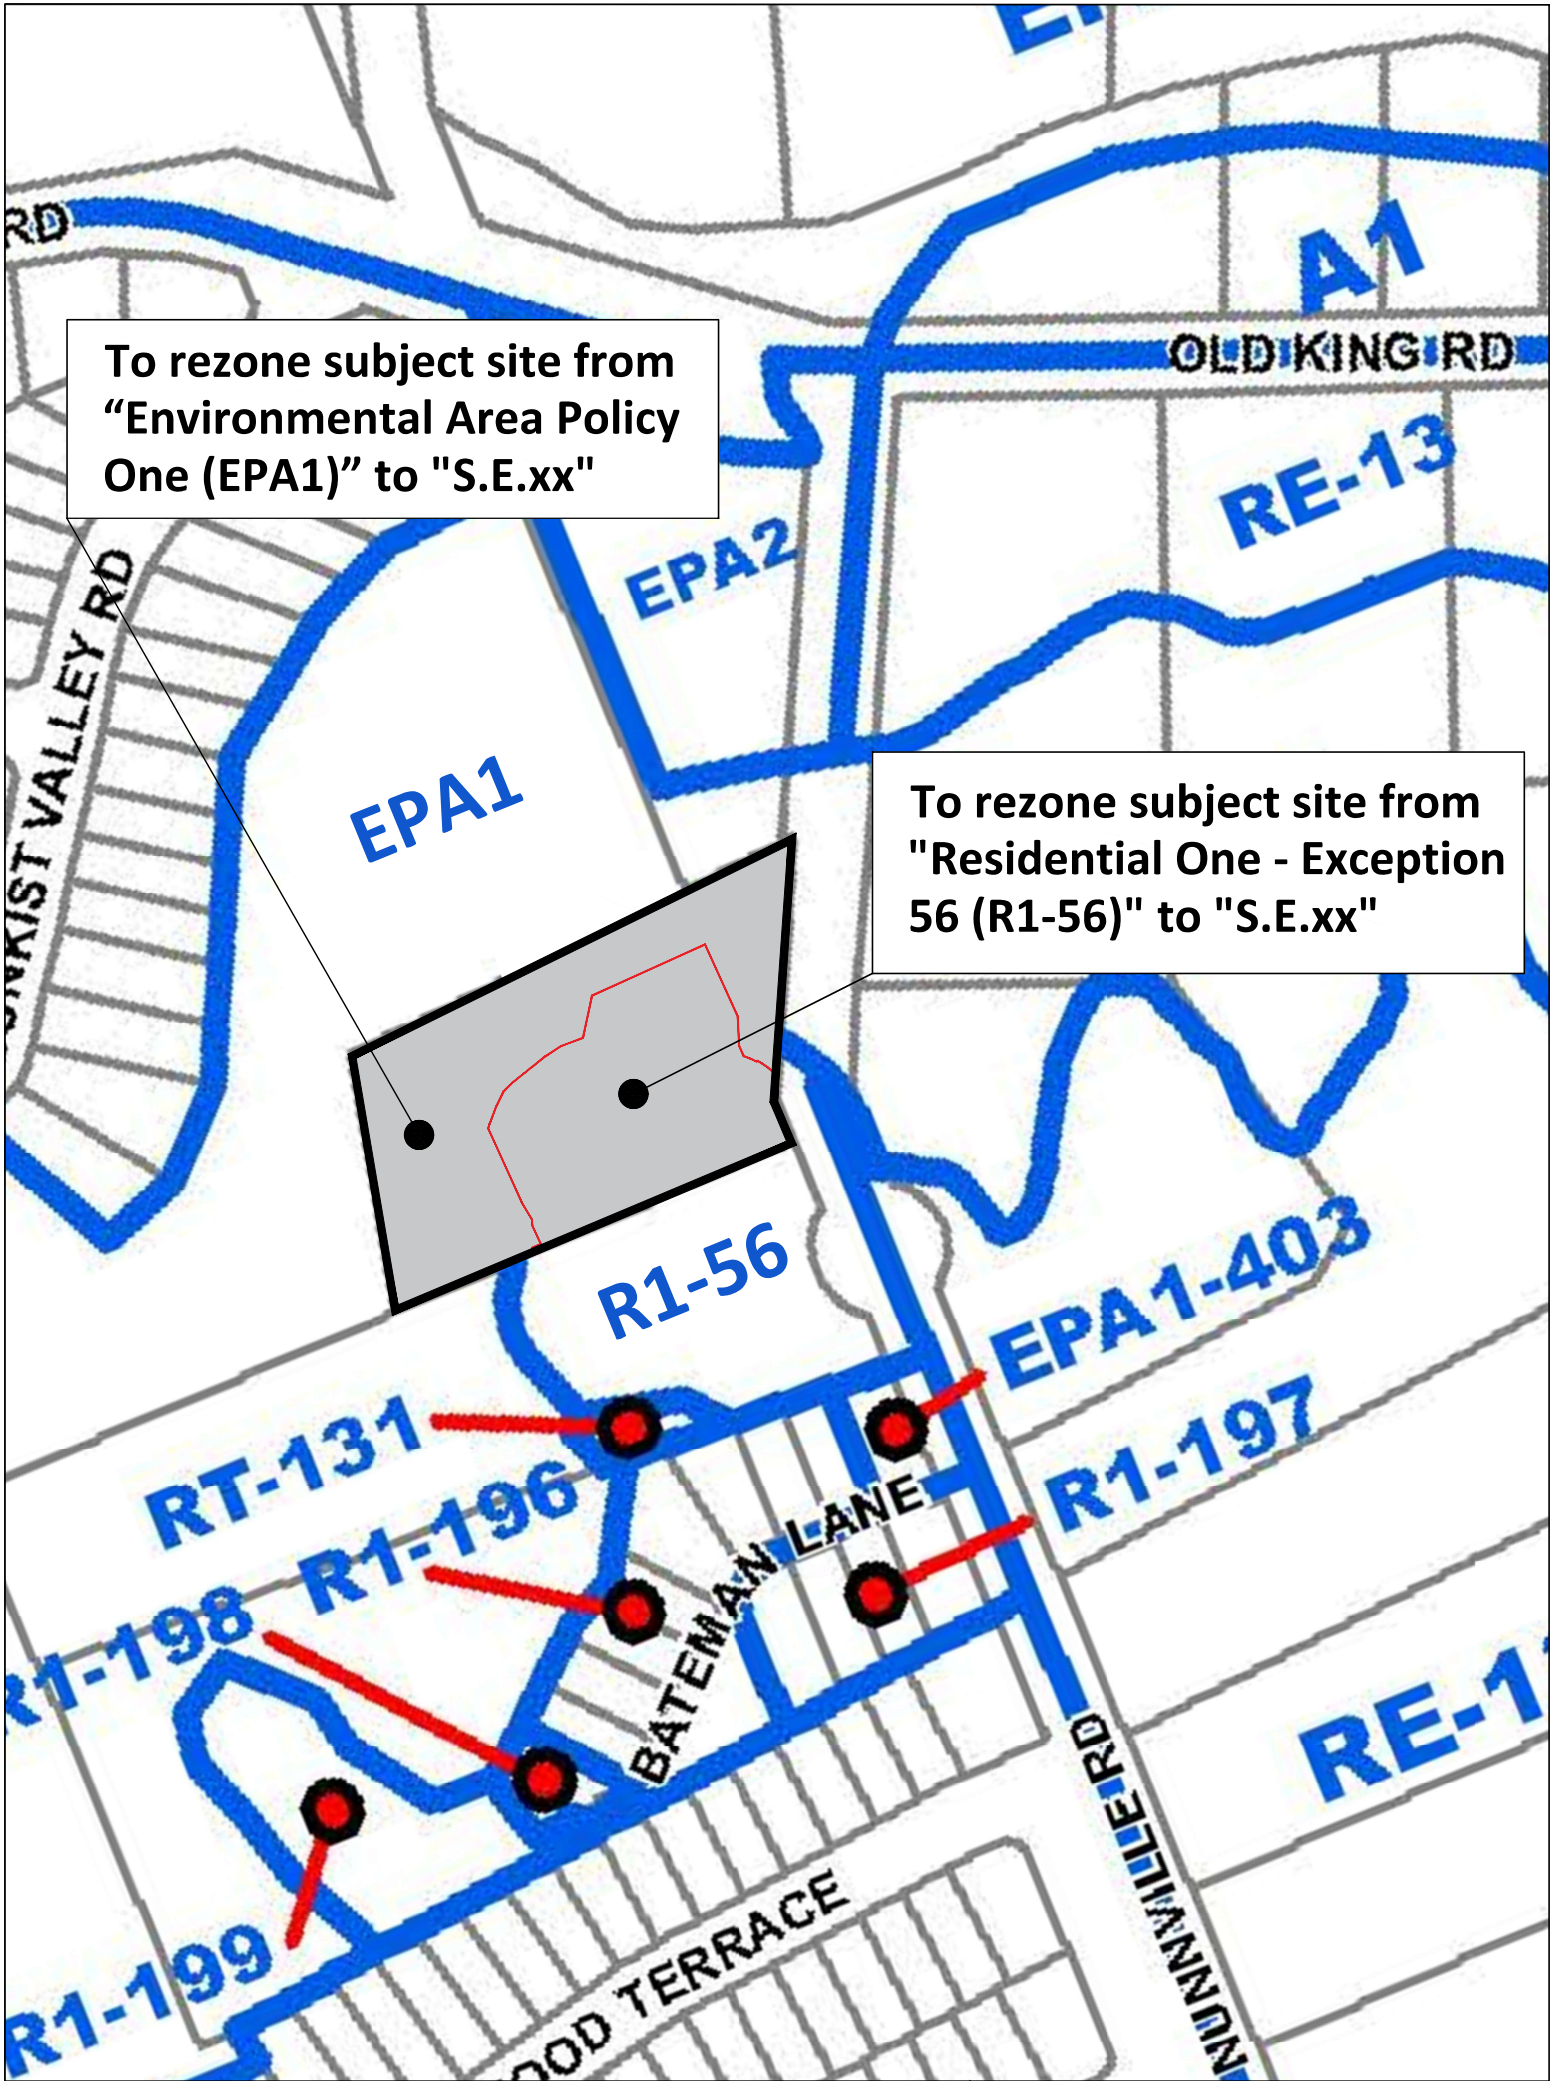 RD
A1
OLD KING RD
To rezone subject site from
“Environmental Area Policy
One (EPA1)” to "S.E.xx"
RE-13
EPA2
VALLEY RD
EPA1
To rezone subject site from
"Residential One - Exception
56 (R1-56)" to "S.E.xx"
R1-56
EPA1-403
RT-131
R1-197
R1-196
BATEMAN LANE
R1-198
NUNNVILLE RD
R1-199
TERRACE